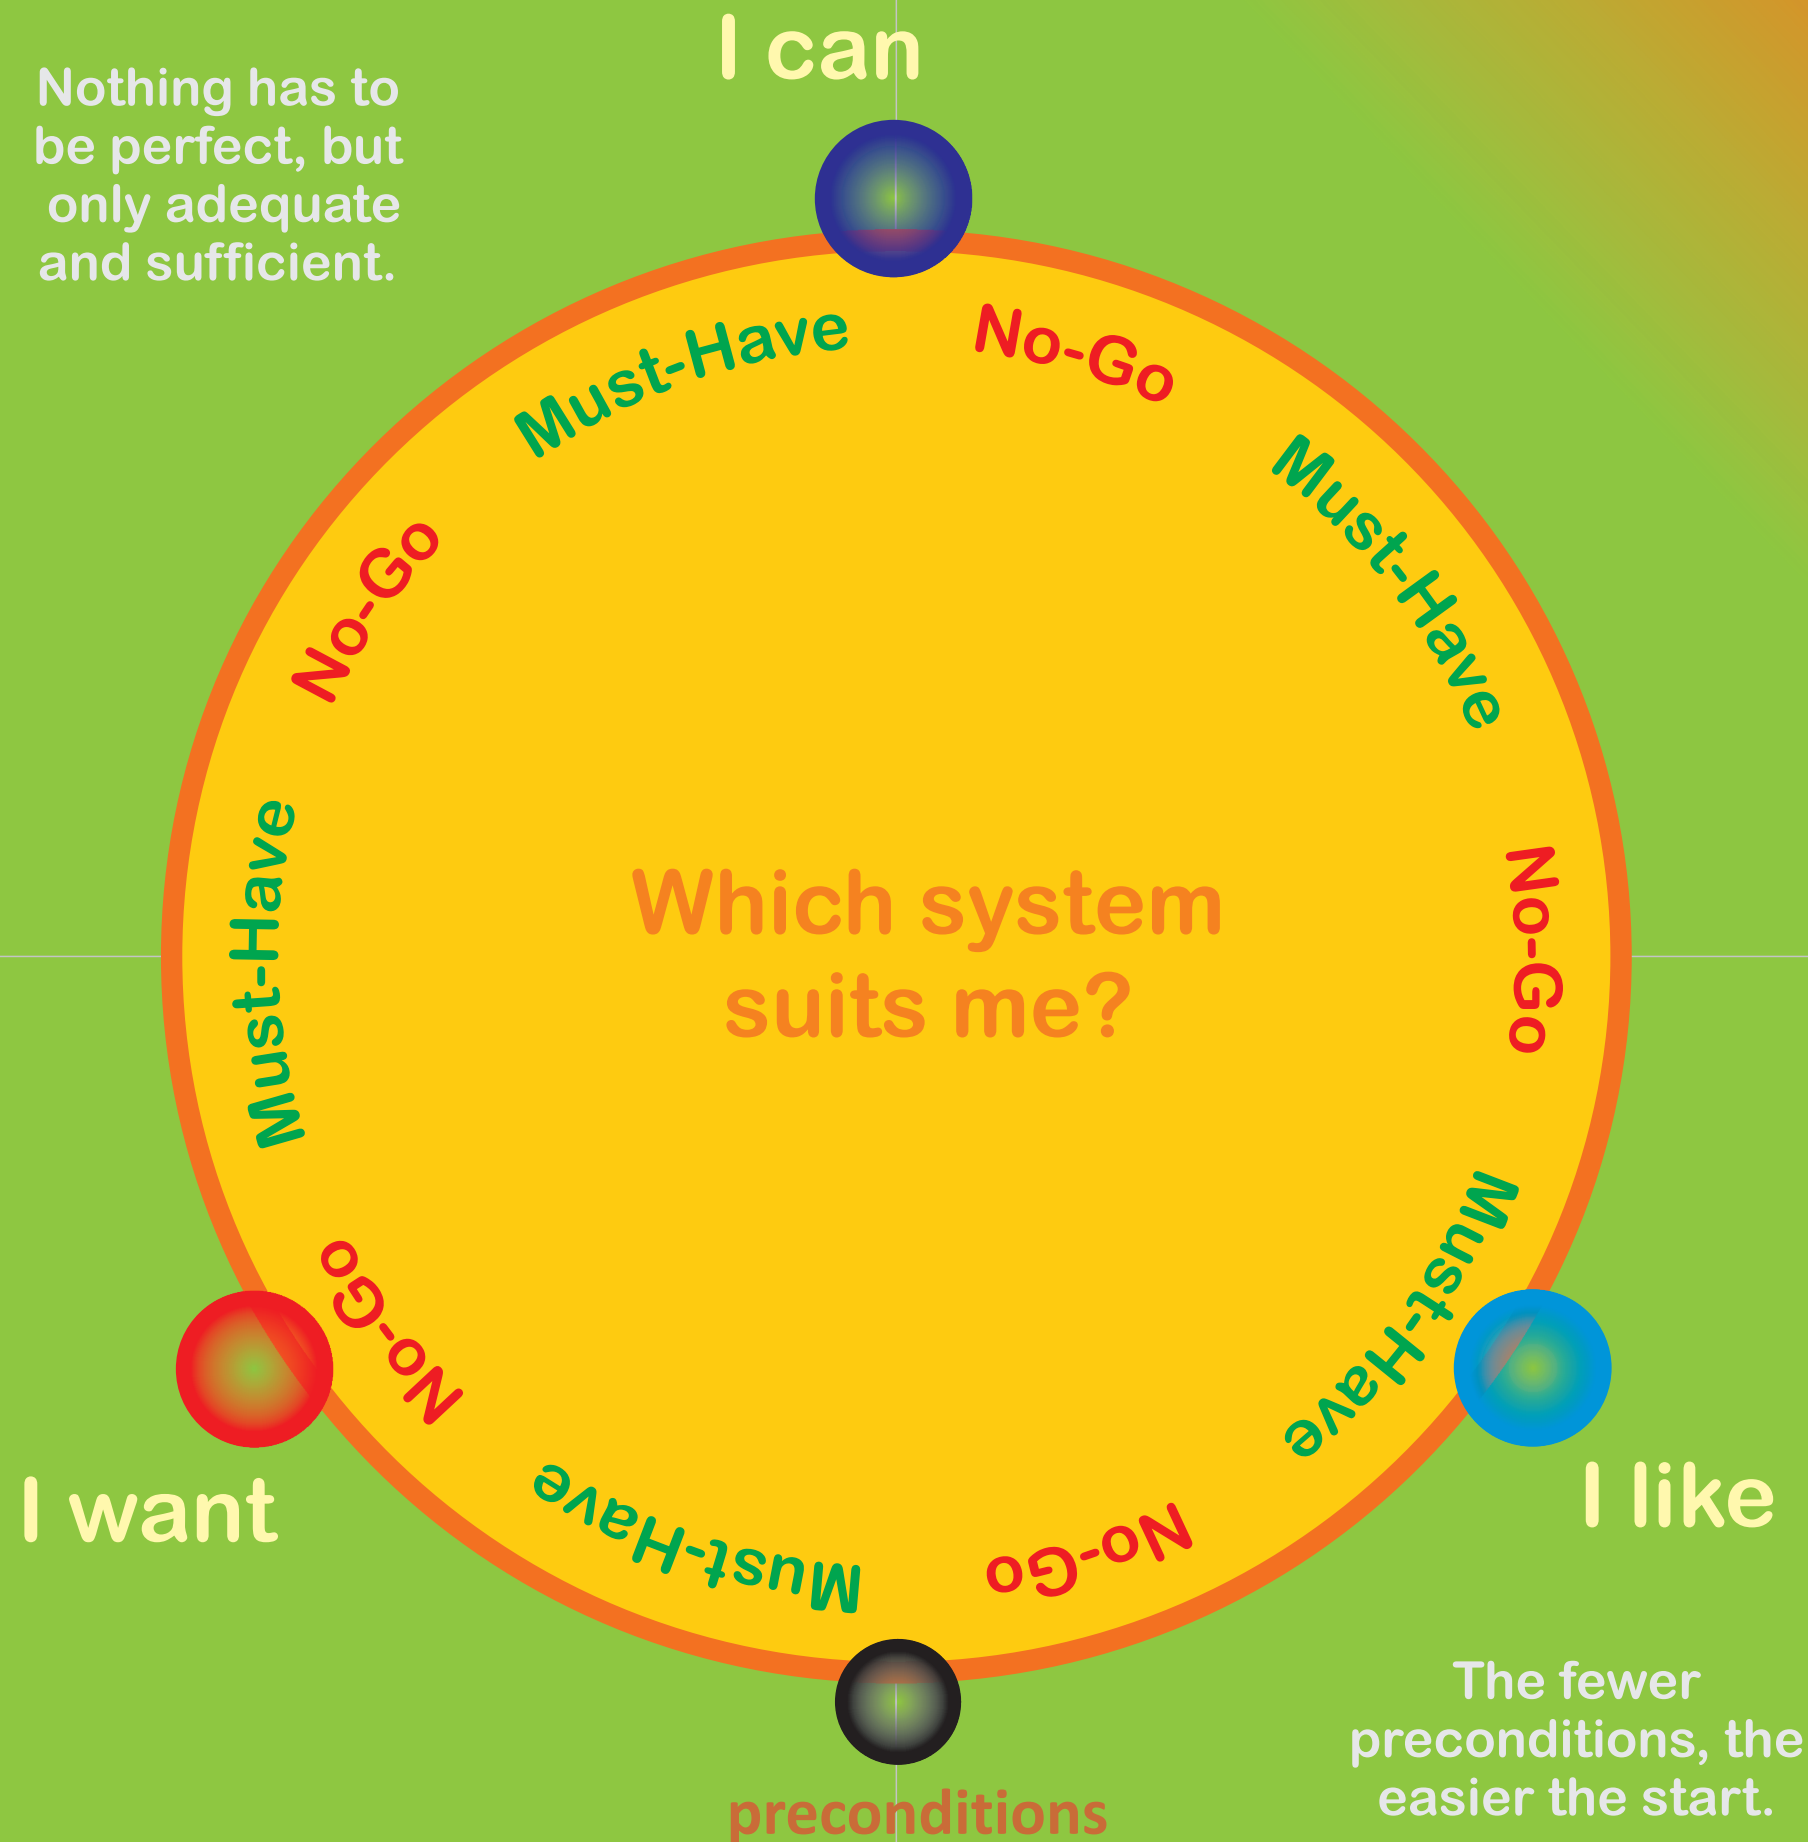 I can
Nothing has to
be perfect, but
only adequate
and sufficient.
Must-Have
No-Go
Must-Have
No-Go
Must-Have
No-Go
Must-Have
No-Go
Must-Have
No-Go
Which system
suits me?
I want
I like
The fewer
preconditions, the
easier the start.
preconditions